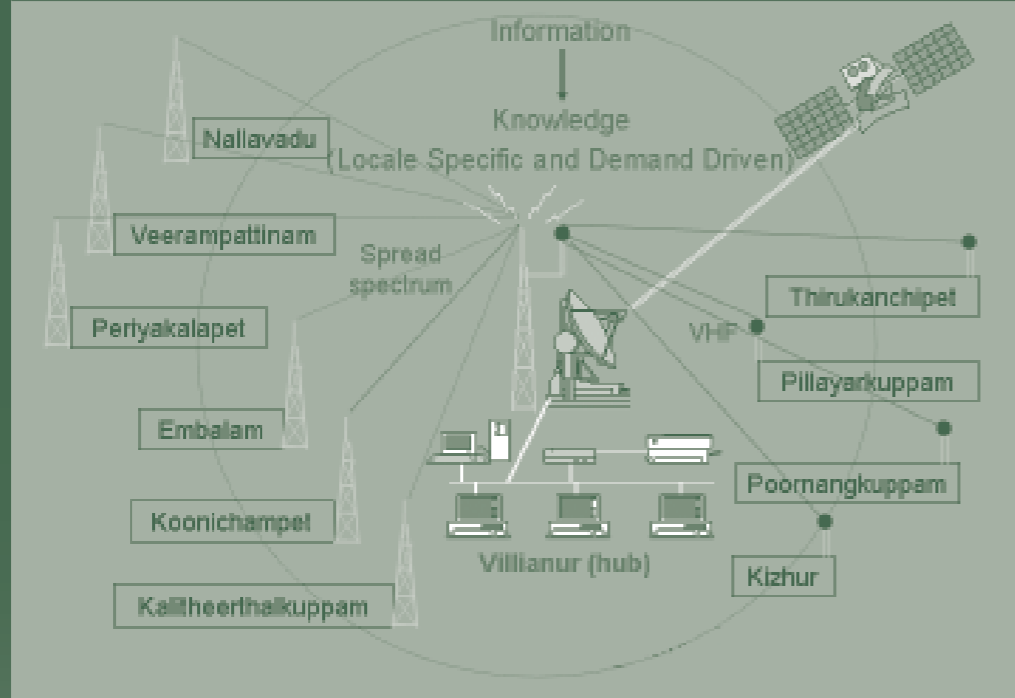 Information
Knowledge
(Locale Specific and Demand Driven)
Nallavadu
Veerampattinam
Spread
spectrum
Periyakalapet
Embalam
Koonichampet
Kalitheerthalkuppam
Villianur (hub)
VHF
Thirukanchipet
Pillayarkuppam
Poornangkuppam
Kizhur